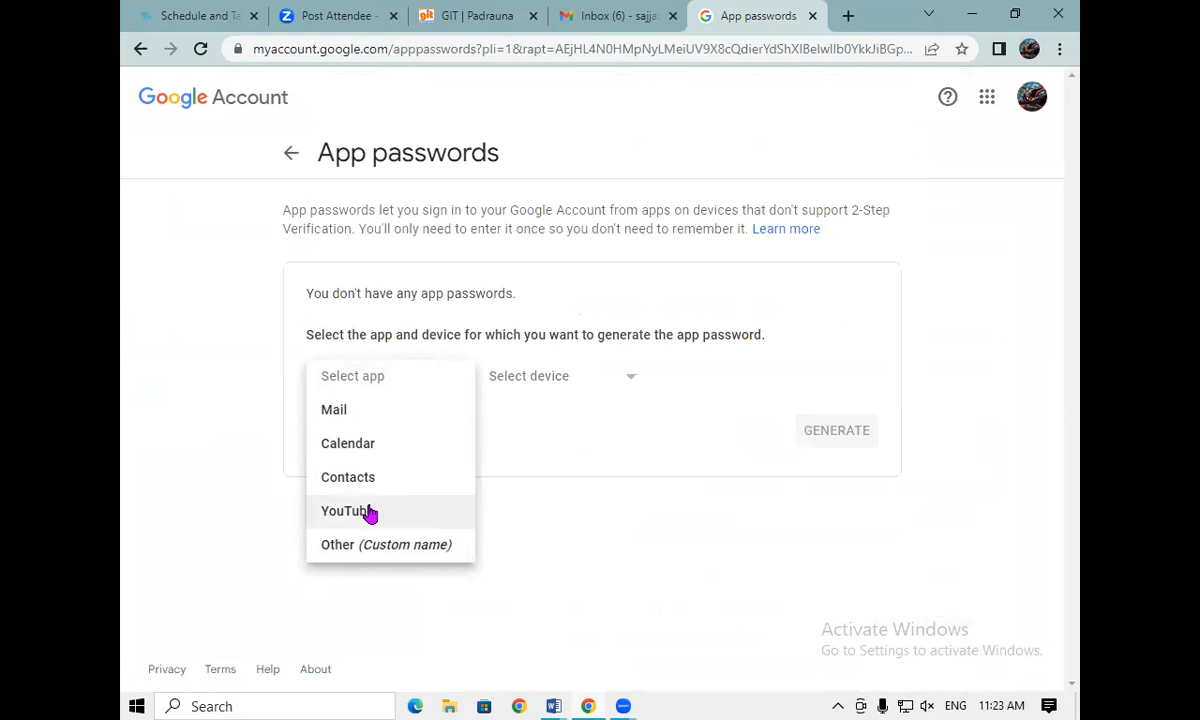 Schedule and Ta
Post Attendee -
GIT | Padrauna
Inbox (6) - sajja
App passwords
myaccount.google.com/apppasswords?pli=1&rapt=AEjHL4N0HMpNyLMeiUV9X8cQdierYdShXIBelwIlb0YkkJiBGp...
Google Account
App passwords
App passwords let you sign in to your Google Account from apps on devices that don't support 2-Step
Verification. You'll only need to enter it once so you don't need to remember it. Learn more
You don't have any app passwords.
Select the app and device for which you want to generate the app password.
Select app
Select device
Mail
GENERATE
Calendar
Contacts
YouTube
Other (Custom name)
Activate Windows
Go to Settings to activate Windows.
Privacy Terms Help About
Search
ENG 11:23 AM